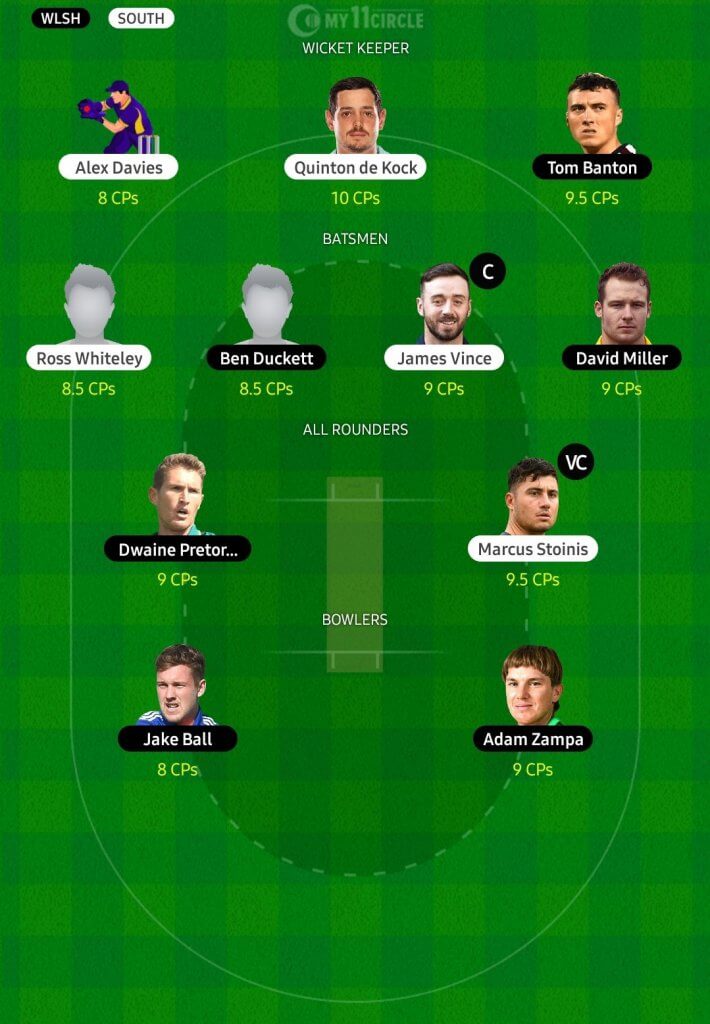 WLSH SOUTH MY11CIRCLE
WICKET KEEPER
Alex Davies Quinton de Kock Tom Banton
8 CPs 10 CPs 9.5 CPs
BATSMEN
C
Ross Whiteley Ben Duckett James Vince David Miller
8.5 CPs 8.5 CPs 9 CPs 9 CPs
ALL ROUNDERS
VC
Dwaine Pretor... Marcus Stoinis
9 CPs 9.5 CPs
BOWLERS
Jake Ball Adam Zampa
8 CPs 9 CPs